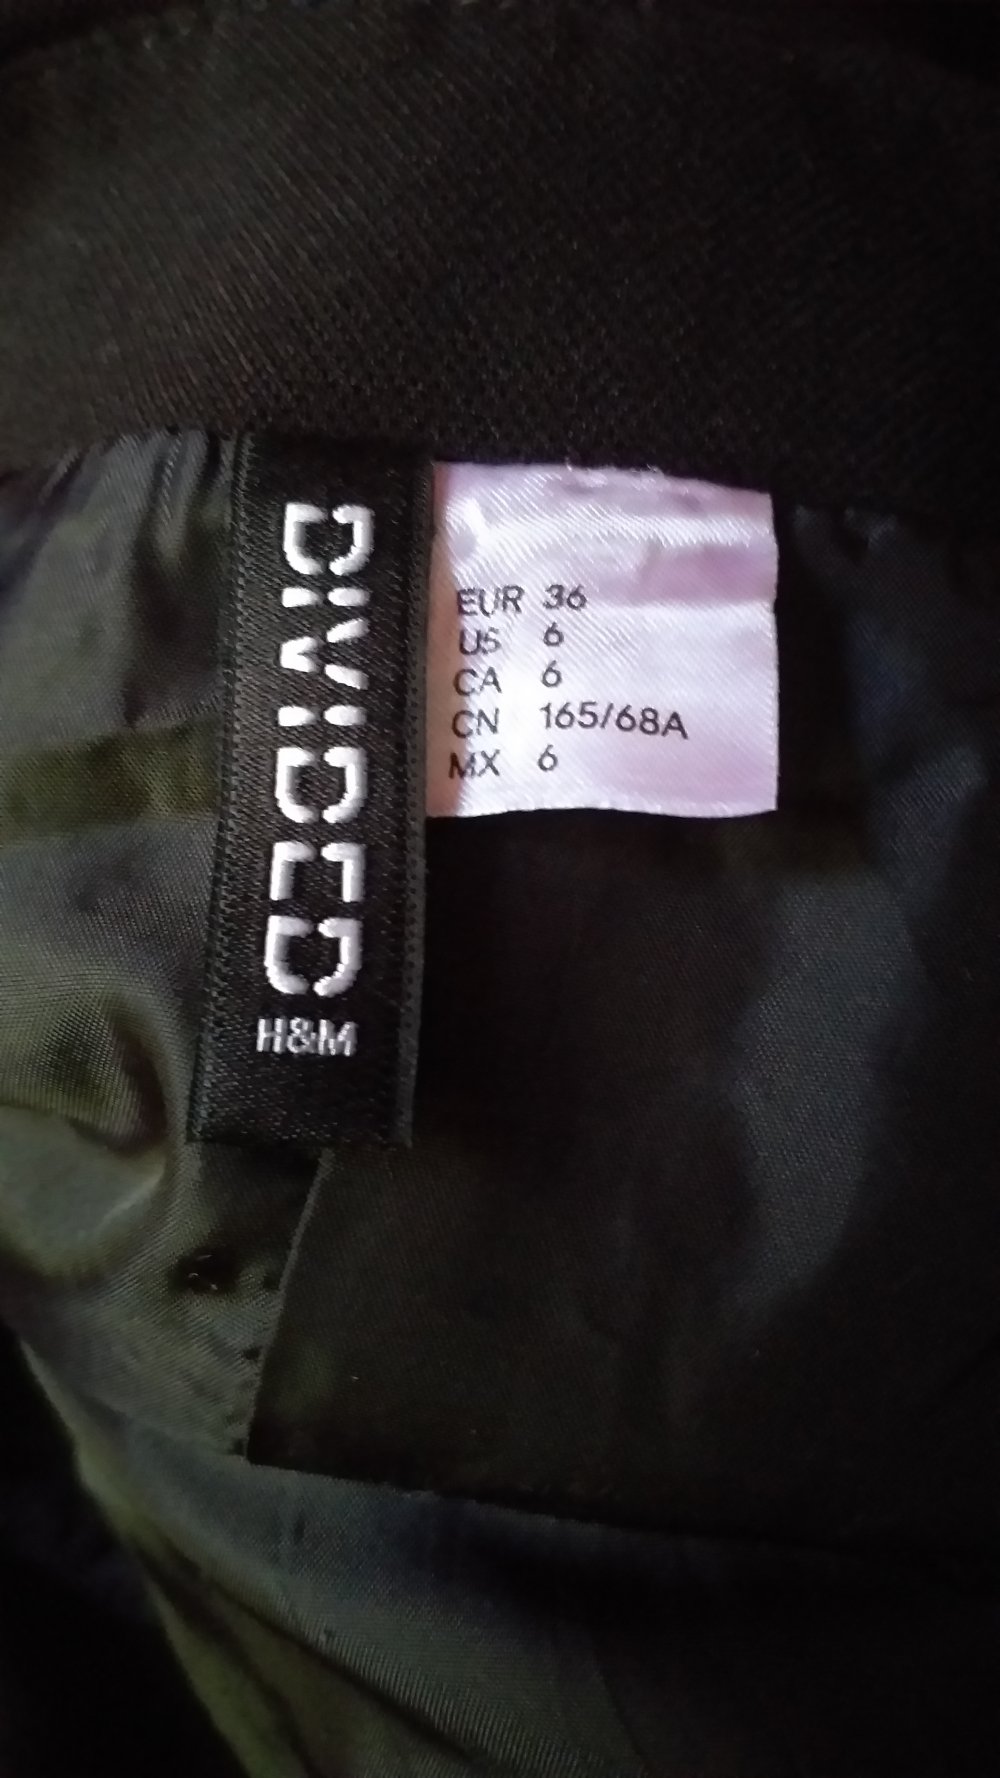 DIVIDED
H&M
EUR 36
US 6
CA 6
CN 165/68A
MX 6